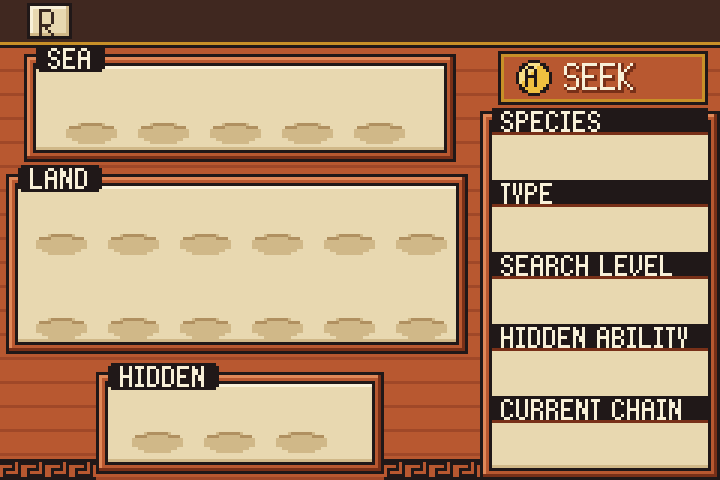 R
SEA
A SEEK
SPECIES
LAND
TYPE
SEARCH LEVEL
HIDDEN ABILITY
HIDDEN
CURRENT CHAIN